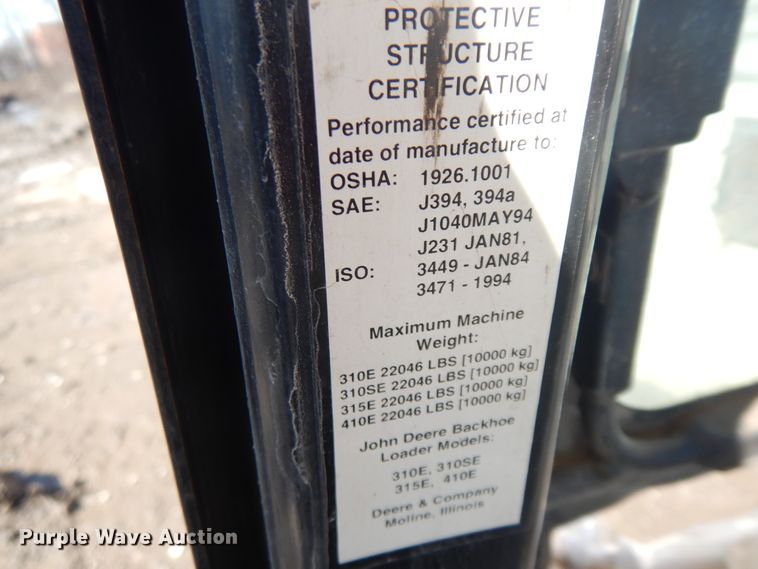 PROTECTIVE
STRUCTURE
CERTIFICATION
Performance certified at
date of manufacture to:
OSHA: 1926.1001
SAE: J394, 394a
J1040MAY94
J231 JAN81,
ISO: 3449 - JAN84
3471 - 1994
Maximum Machine
Weight:
310E 22046 LBS [10000 kg]
310SE 22046 LBS [10000 kg]
315E 22046 LBS [10000 kg]
410E 22046 LBS [10000 kg]
John Deere Backhoe
Loader Models:
310E, 310SE
315E, 410E
Deere & Company
Moline, Illinois
Purple Wave Auction®